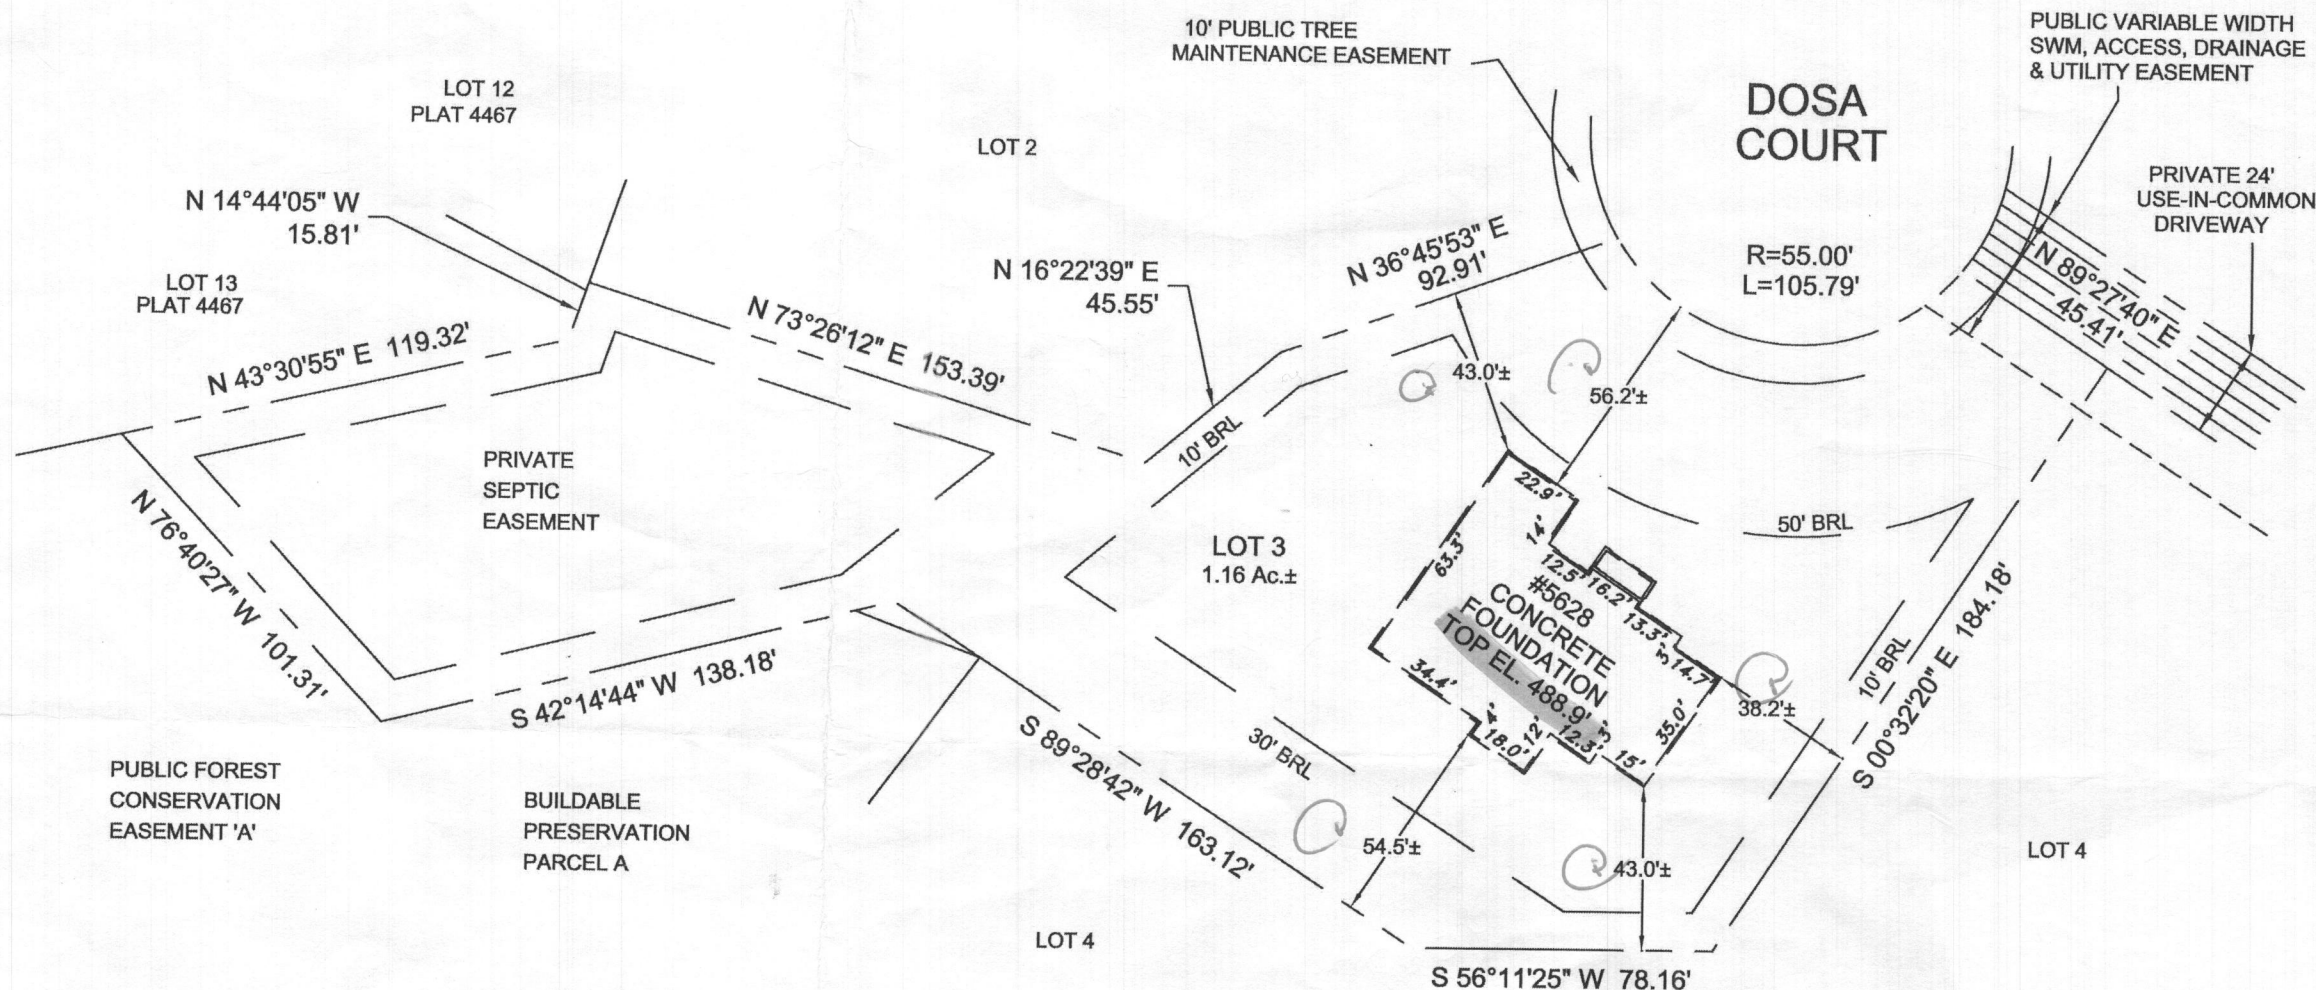 10' PUBLIC TREE
MAINTENANCE EASEMENT
PUBLIC VARIABLE WIDTH
SWM, ACCESS, DRAINAGE
& UTILITY EASEMENT
DOSA
COURT
LOT 12
PLAT 4467
LOT 2
PRIVATE 24'
USE-IN-COMMON
DRIVEWAY
N 14°44'05" W
15.81'
R=55.00'
L=105.79'
N 89°27'40" E
45.41'
N 36°45'53" E
92.91'
N 16°22'39" E
45.55'
LOT 13
PLAT 4467
N 43°30'55" E 119.32'
N 73°26'12" E 153.39'
43.0'±
56.2'±
10' BRL
PRIVATE
SEPTIC
EASEMENT
N 76°40'27" W 101.31'
S 42°14'44" W 138.18'
LOT 3
1.16 Ac.±
50' BRL
22.9'
14'
63.3'
12.5'
16.2'
13.3'
3'
14.7'
#5628
CONCRETE
FOUNDATION
TOP EL. 488.9'
34.4'
4'
18.0'
12'
12.3'
3'
15'
35.0'
38.2'±
10' BRL
S 00°32'20" E 184.18'
30' BRL
S 89°28'42" W 163.12'
54.5'±
43.0'±
PUBLIC FOREST
CONSERVATION
EASEMENT 'A'
BUILDABLE
PRESERVATION
PARCEL A
LOT 4
LOT 4
S 56°11'25" W 78.16'